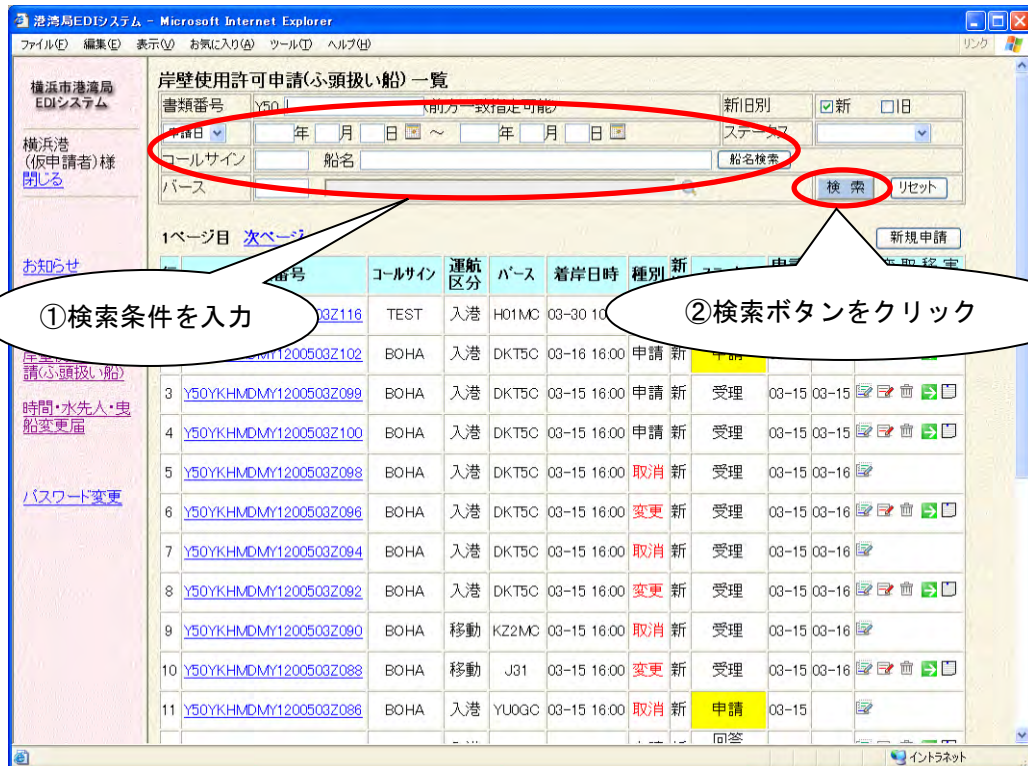 港湾局EDIシステム - Microsoft Internet Explorer
ファイル(F) 編集(E) 表示(V) お気に入り(A) ツール(T) ヘルプ(H) リンク
横浜市港湾局
EDIシステム
横浜港
(仮申請者)様
閉じる
お知らせ
請(ふ頭扱い船)
時間・水先人・曳
船変更届
パスワード変更
岸壁使用許可申請(ふ頭扱い船) 一覧
書類番号 Y50 (前方一致指定可能) 新旧別 新 旧
申請日 年 月 日 ~ 年 月 日 ステータス
コールサイン 船名 船名検索
バース 検 索 リセット
1ページ目 次ページ 新規申請
番号 コールサイン 運航区分 バース 着岸日時 種別 新
①検索条件を入力
②検索ボタンをクリック
03Z116 TEST 入港 H01MC 03-30 10
MDMY1200503Z102 BOHA 入港 DKT5C 03-16 16:00 申請 新 申請
3 Y50YKHMDMY1200503Z099 BOHA 入港 DKT5C 03-15 16:00 申請 新 受理 03-15 03-15
4 Y50YKHMDMY1200503Z100 BOHA 入港 DKT5C 03-15 16:00 申請 新 受理 03-15 03-15
5 Y50YKHMDMY1200503Z098 BOHA 入港 DKT5C 03-15 16:00 取消 新 受理 03-15 03-16
6 Y50YKHMDMY1200503Z096 BOHA 入港 DKT5C 03-15 16:00 変更 新 受理 03-15 03-16
7 Y50YKHMDMY1200503Z094 BOHA 入港 DKT5C 03-15 16:00 取消 新 受理 03-15 03-16
8 Y50YKHMDMY1200503Z092 BOHA 入港 DKT5C 03-15 16:00 変更 新 受理 03-15 03-16
9 Y50YKHMDMY1200503Z090 BOHA 移動 KZ2MC 03-15 16:00 取消 新 受理 03-15 03-16
10 Y50YKHMDMY1200503Z088 BOHA 移動 J31 03-15 16:00 変更 新 受理 03-15 03-16
11 Y50YKHMDMY1200503Z086 BOHA 入港 YU0GC 03-15 16:00 取消 新 申請 03-15
回答
イントラネット